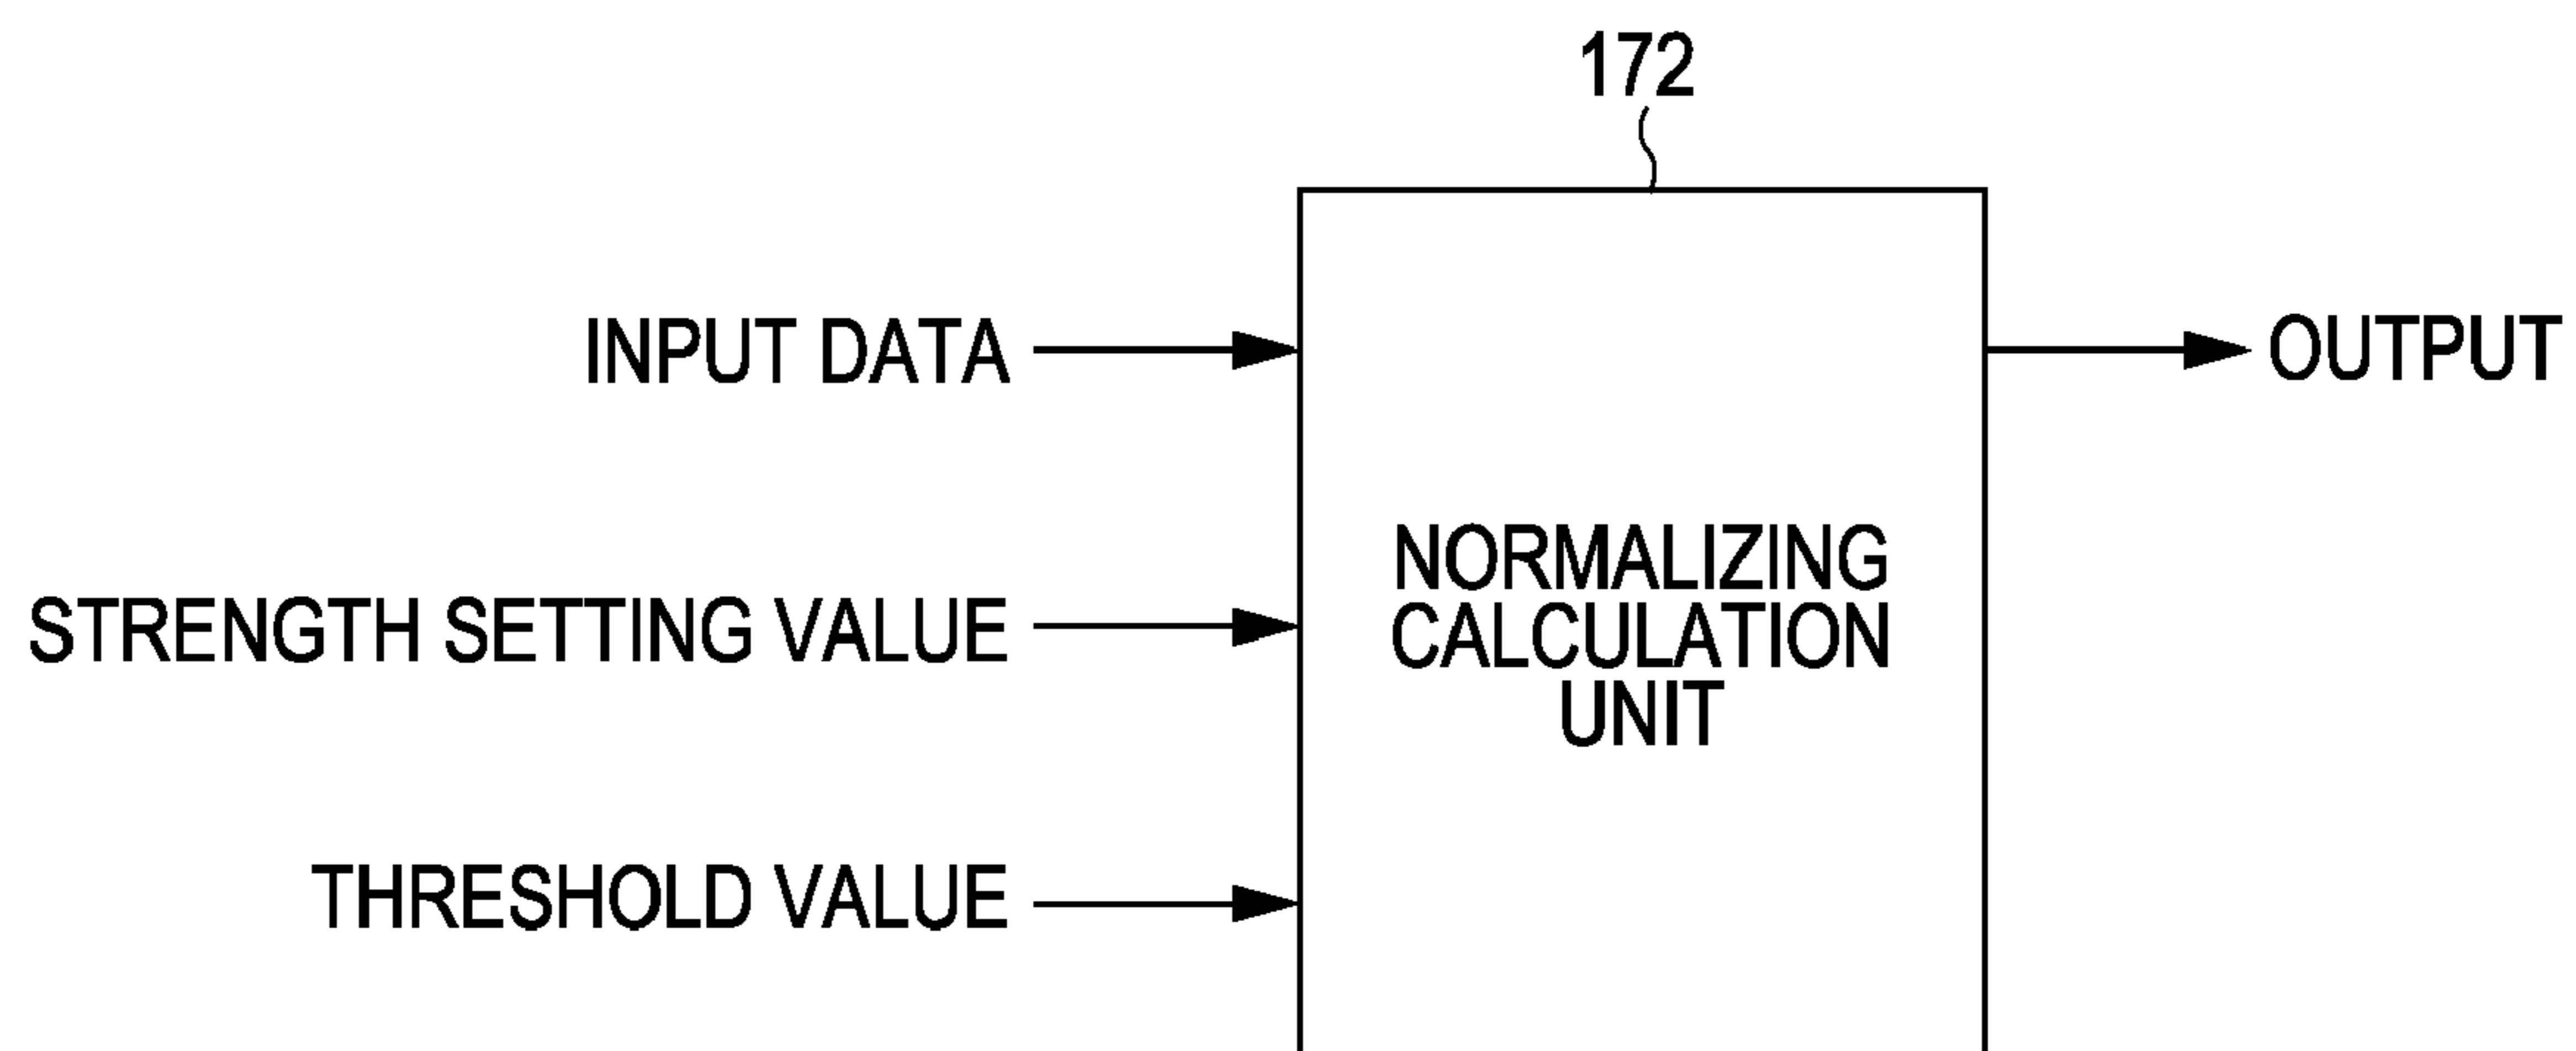 172
INPUT DATA
OUTPUT
STRENGTH SETTING VALUE
NORMALIZING
CALCULATION
UNIT
THRESHOLD VALUE